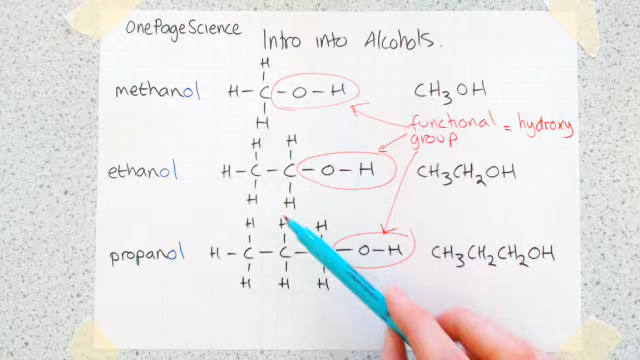 OnePageScience
Intro into Alcohols.
H
methanol H-C-O-H CH3OH
H
functional = hydroxy
group
H H
ethanol H-C-C-O-H CH3CH2OH
H H
H H H
propanol H-C-C- -O-H CH3CH2CH2OH
H H H